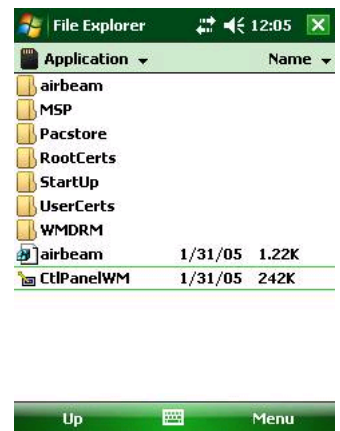 File Explorer 12:05
Application Name
airbeam
MSP
Pacstore
RootCerts
StartUp
UserCerts
WMDRM
airbeam 1/31/05 1.22K
CtlPanelWM 1/31/05 242K
Up Menu